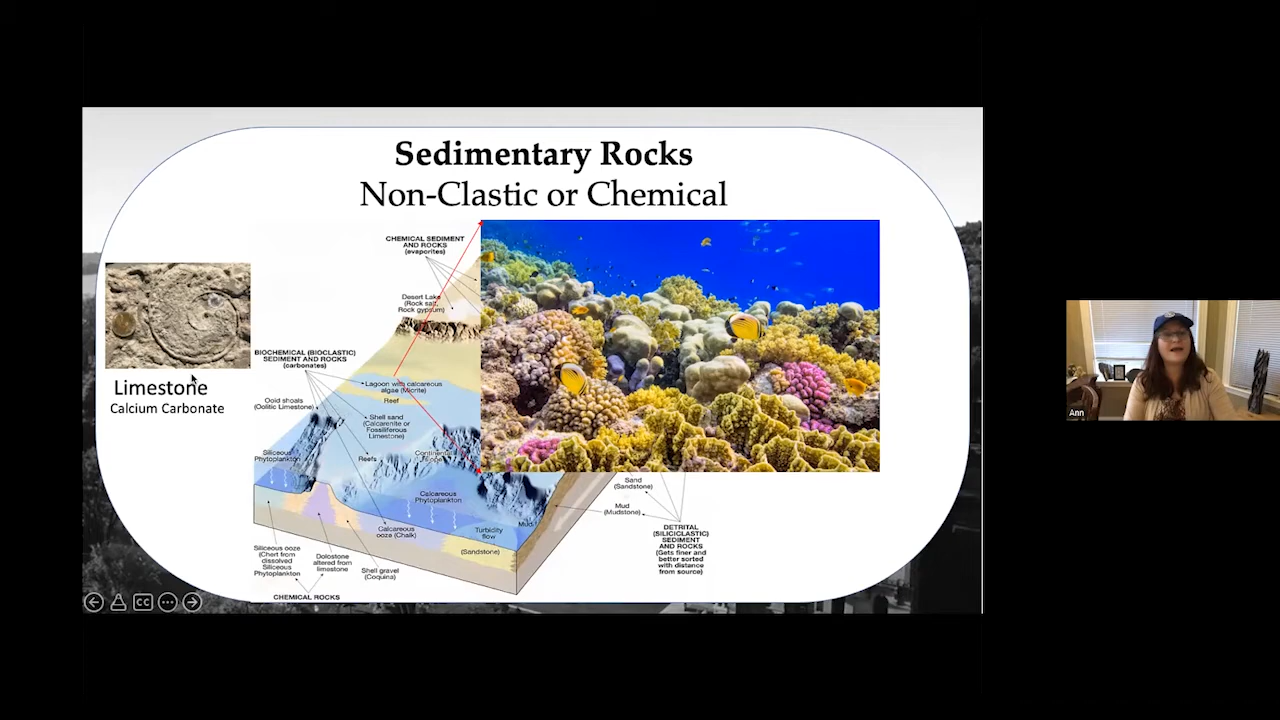 Sedimentary Rocks
Non-Clastic or Chemical
CHEMICAL SEDIMENT
AND ROCKS
(evaporites)
Desert Lake
(Rock salt,
Rock gypsum)
BIOCHEMICAL (BIOCLASTIC)
SEDIMENT AND ROCKS
(carbonates)
Limestone
Calcium Carbonate
Lagoon with calcareous
algae (Micrite)
Reef
Ooid shoals
(Oolitic Limestone)
Shell sand
(Calcarenite or
Fossiliferous
Limestone)
Siliceous
Phytoplankton
Reefs
Continental
Slope
Calcareous
Phytoplankton
Calcareous
ooze (Chalk)
Turbidity
flow
Mud
(Sandstone)
Sand
(Sandstone)
Mud
(Mudstone)
DETRITAL
(SILICICLASTIC)
SEDIMENT
AND ROCKS
(Gets finer and
better sorted with
distance
from source)
Siliceous ooze
(Chert from
dissolved
Siliceous
Phytoplankton
Dolostone
altered from
limestone
Shell gravel
(Coquina)
CHEMICAL ROCKS
CC
Ann